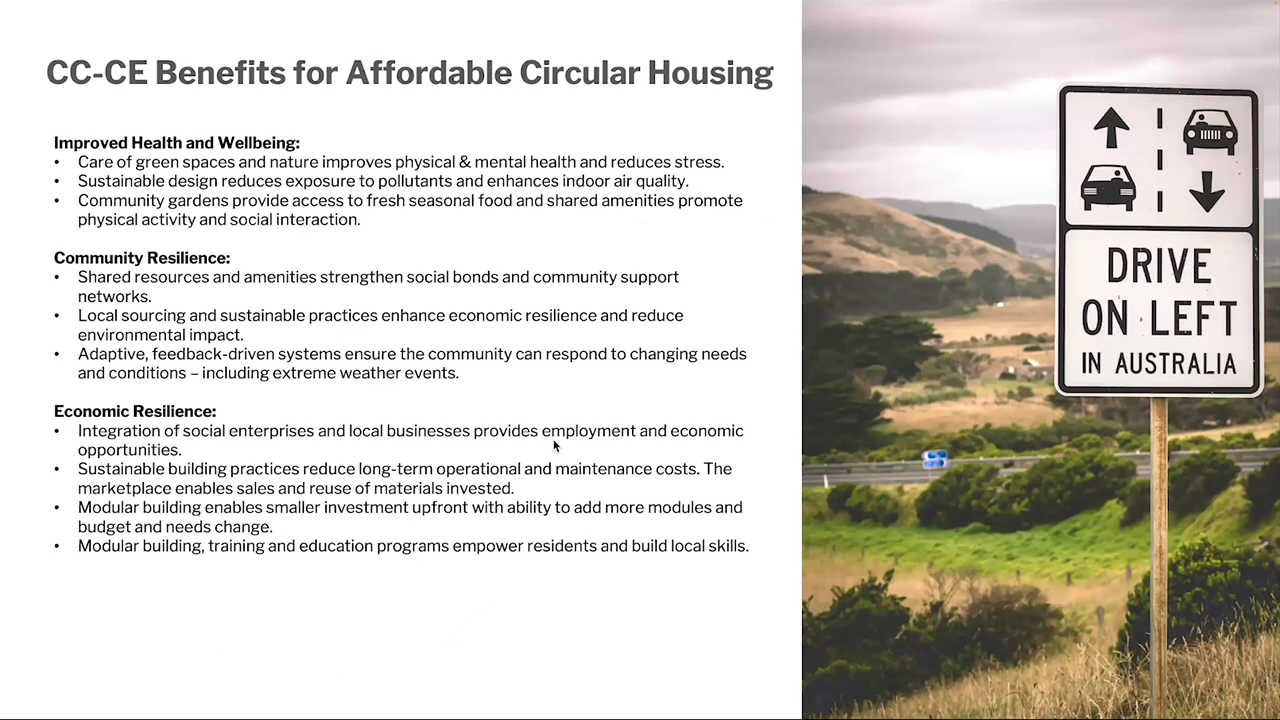 CC-CE Benefits for Affordable Circular Housing
Improved Health and Wellbeing:
• Care of green spaces and nature improves physical & mental health and reduces stress.
• Sustainable design reduces exposure to pollutants and enhances indoor air quality.
• Community gardens provide access to fresh seasonal food and shared amenities promote
physical activity and social interaction.
Community Resilience:
• Shared resources and amenities strengthen social bonds and community support
networks.
• Local sourcing and sustainable practices enhance economic resilience and reduce
environmental impact.
• Adaptive, feedback-driven systems ensure the community can respond to changing needs
and conditions – including extreme weather events.
Economic Resilience:
• Integration of social enterprises and local businesses provides employment and economic
opportunities.
• Sustainable building practices reduce long-term operational and maintenance costs. The
marketplace enables sales and reuse of materials invested.
• Modular building enables smaller investment upfront with ability to add more modules and
budget and needs change.
• Modular building, training and education programs empower residents and build local skills.
DRIVE
ON LEFT
IN AUSTRALIA